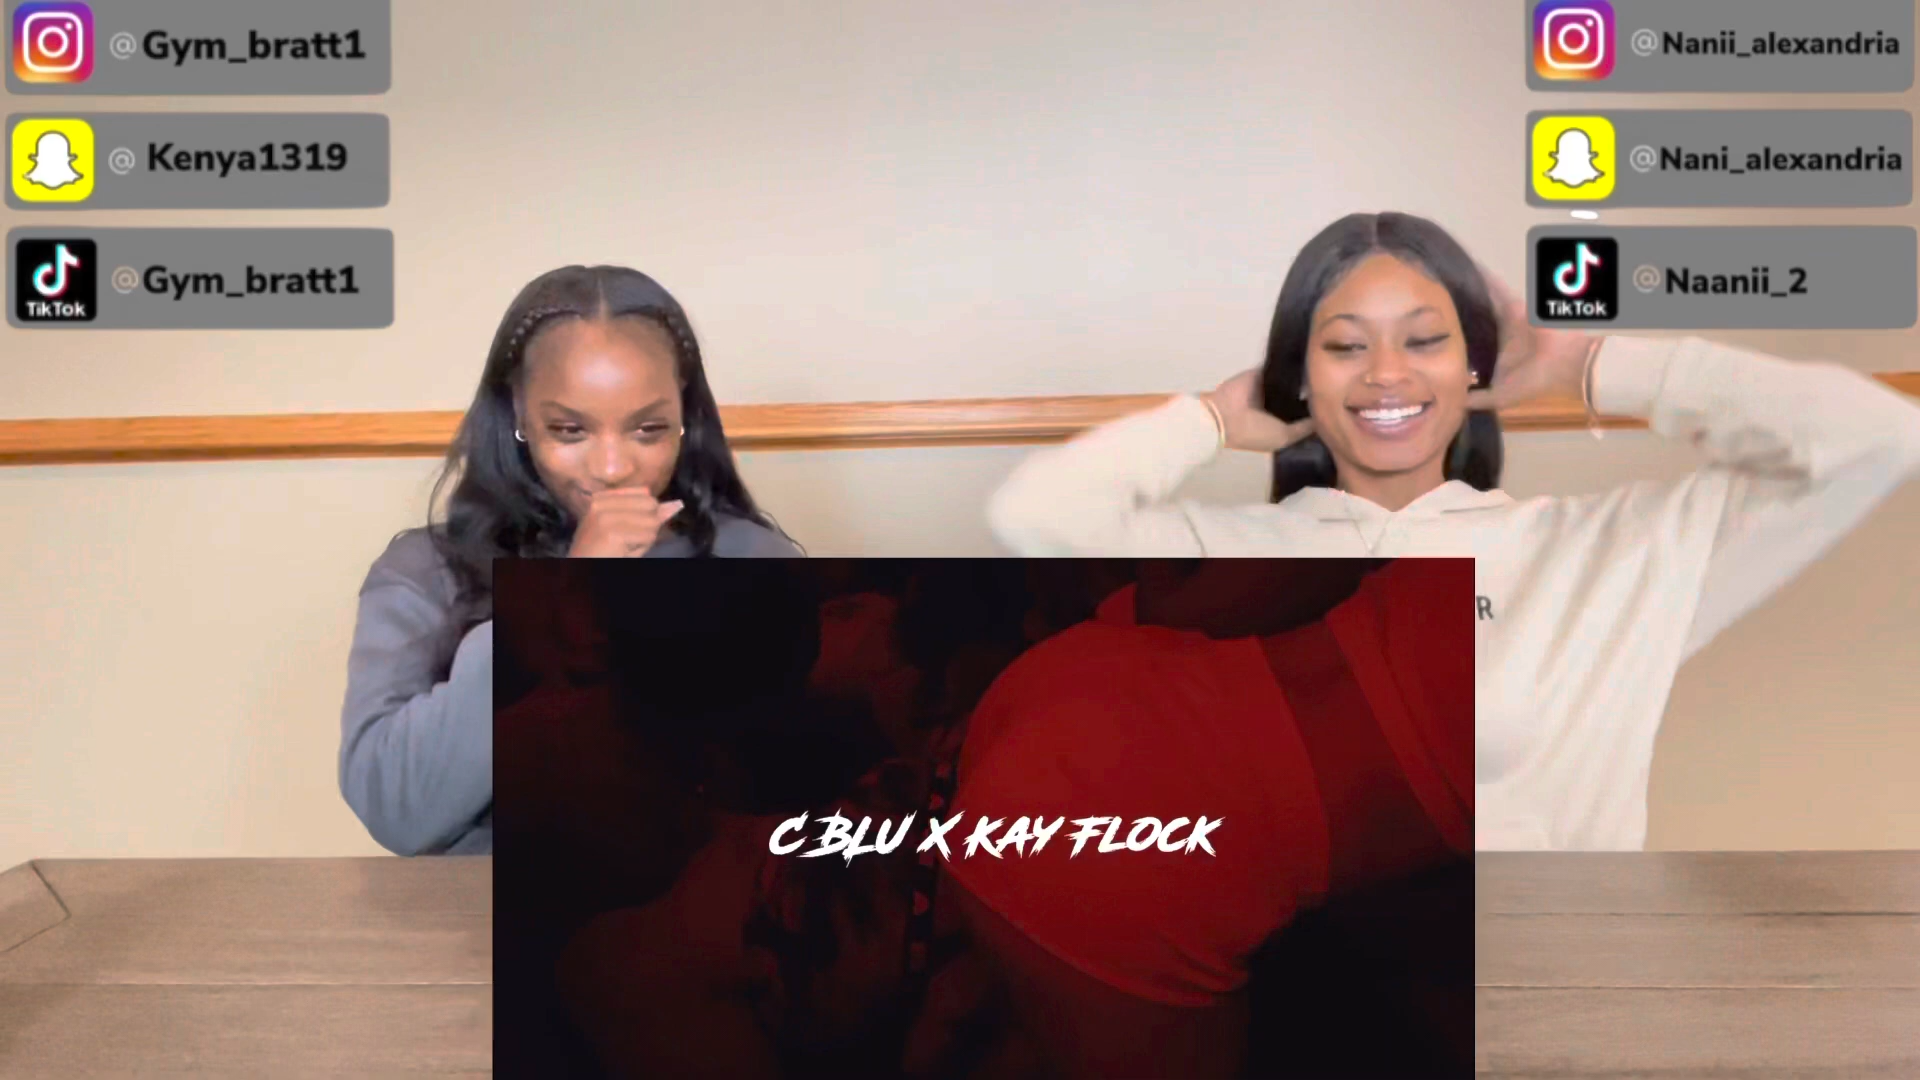 @Gym_bratt1
@Kenya1319
TikTok
@Gym_bratt1
@Nanii_alexandria
@Nani_alexandria
TikTok
@Naanii_2
R
C BLU X KAY FLOCK